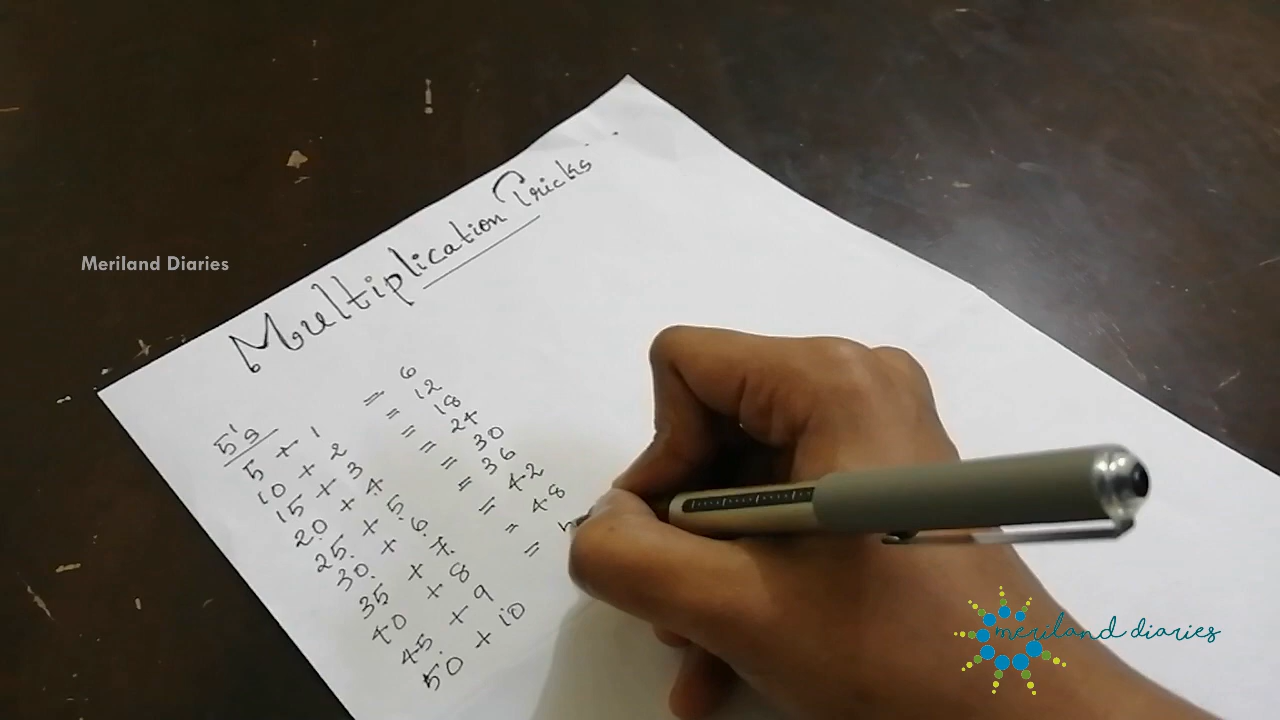 Multiplication Tricks
Meriland Diaries
5's
5 + 1 = 6
10 + 2 = 12
15 + 3 = 18
20 + 4 = 24
25 + 5 = 30
30 + 6 = 36
35 + 7 = 42
40 + 8 = 48
45 + 9 = 5
50 + 10
meriland diaries